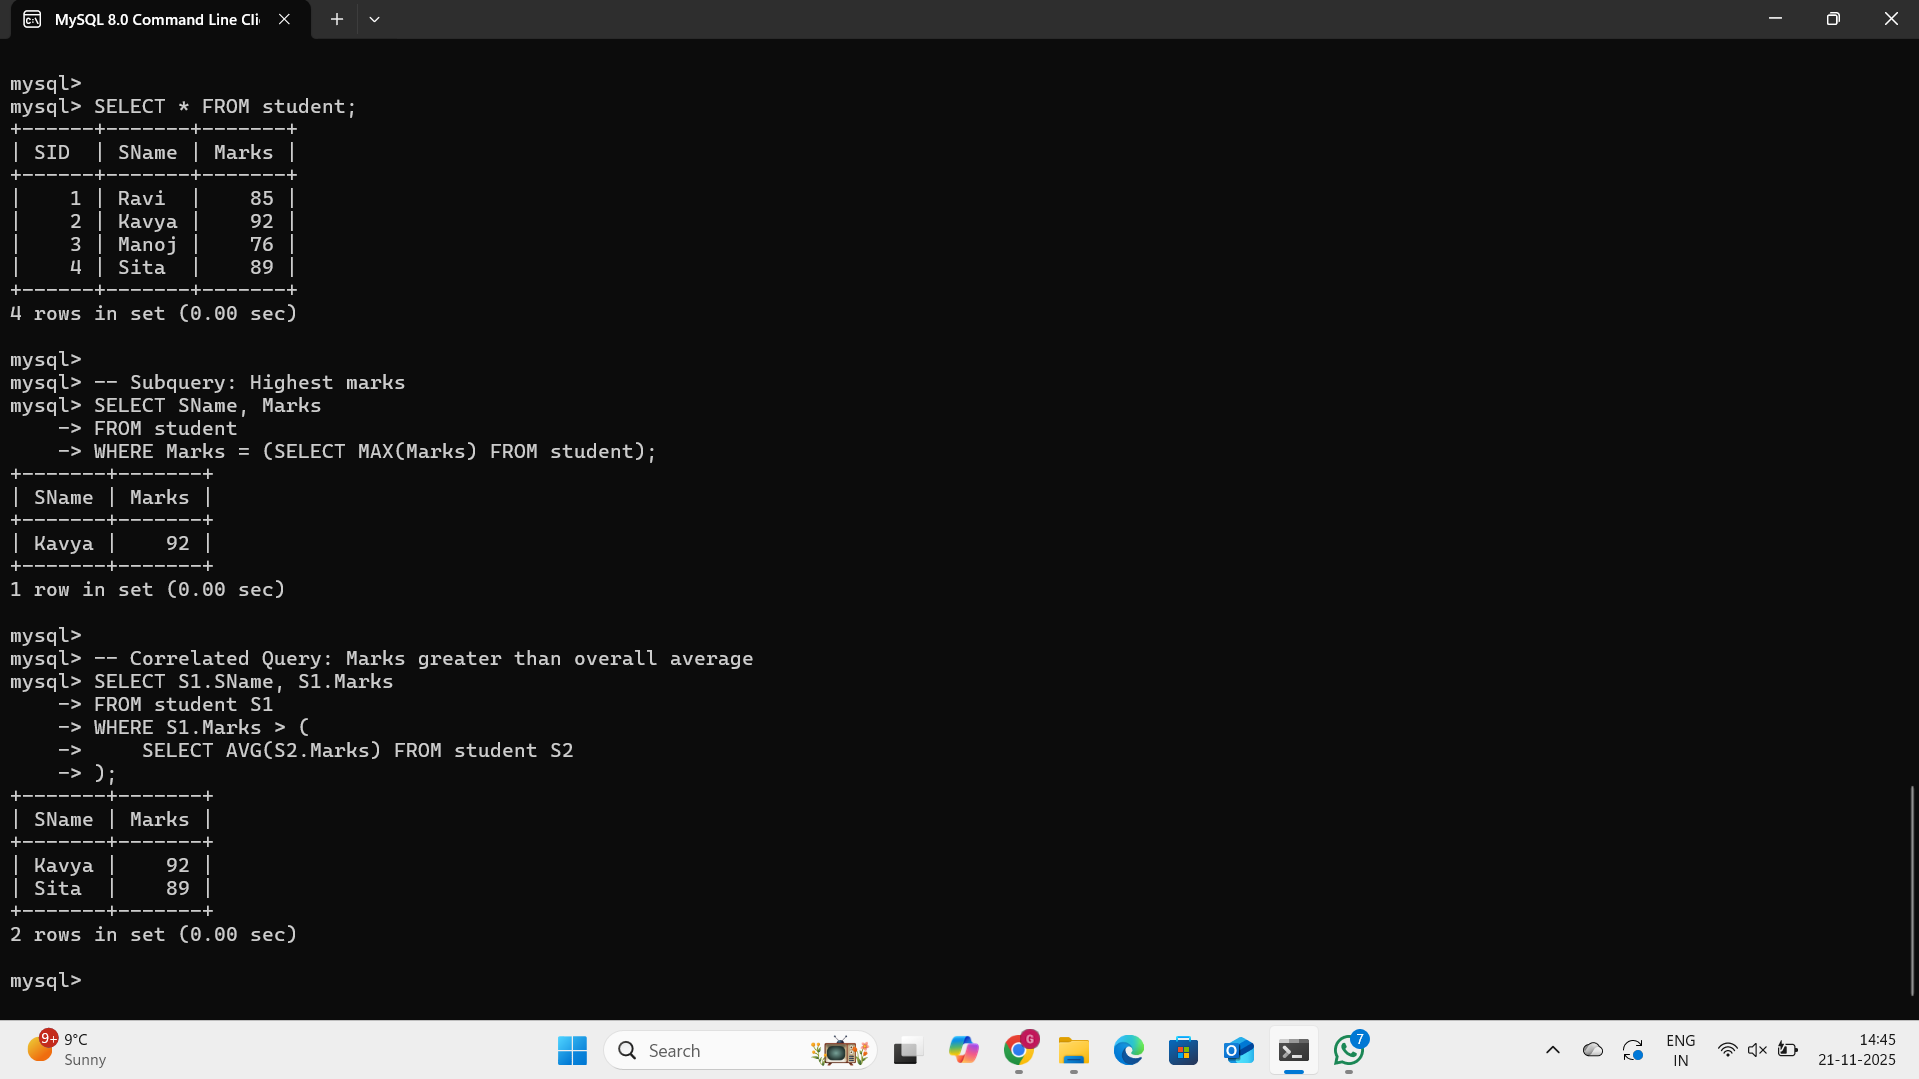 MySQL 8.0 Command Line Cli
mysql>
mysql> SELECT * FROM student;
+------+-------+-------+
| SID  | SName | Marks |
+------+-------+-------+
|    1 | Ravi  |    85 |
|    2 | Kavya |    92 |
|    3 | Manoj |    76 |
|    4 | Sita  |    89 |
+------+-------+-------+
4 rows in set (0.00 sec)
mysql>
mysql> -- Subquery: Highest marks
mysql> SELECT SName, Marks
    -> FROM student
    -> WHERE Marks = (SELECT MAX(Marks) FROM student);
+-------+-------+
| SName | Marks |
+-------+-------+
| Kavya |    92 |
+-------+-------+
1 row in set (0.00 sec)
mysql>
mysql> -- Correlated Query: Marks greater than overall average
mysql> SELECT S1.SName, S1.Marks
    -> FROM student S1
    -> WHERE S1.Marks > (
    ->     SELECT AVG(S2.Marks) FROM student S2
    -> );
+-------+-------+
| SName | Marks |
+-------+-------+
| Kavya |    92 |
| Sita  |    89 |
+-------+-------+
2 rows in set (0.00 sec)
mysql>
9+
9°C
Sunny
Search
G
7
ENG
IN
14:45
21-11-2025